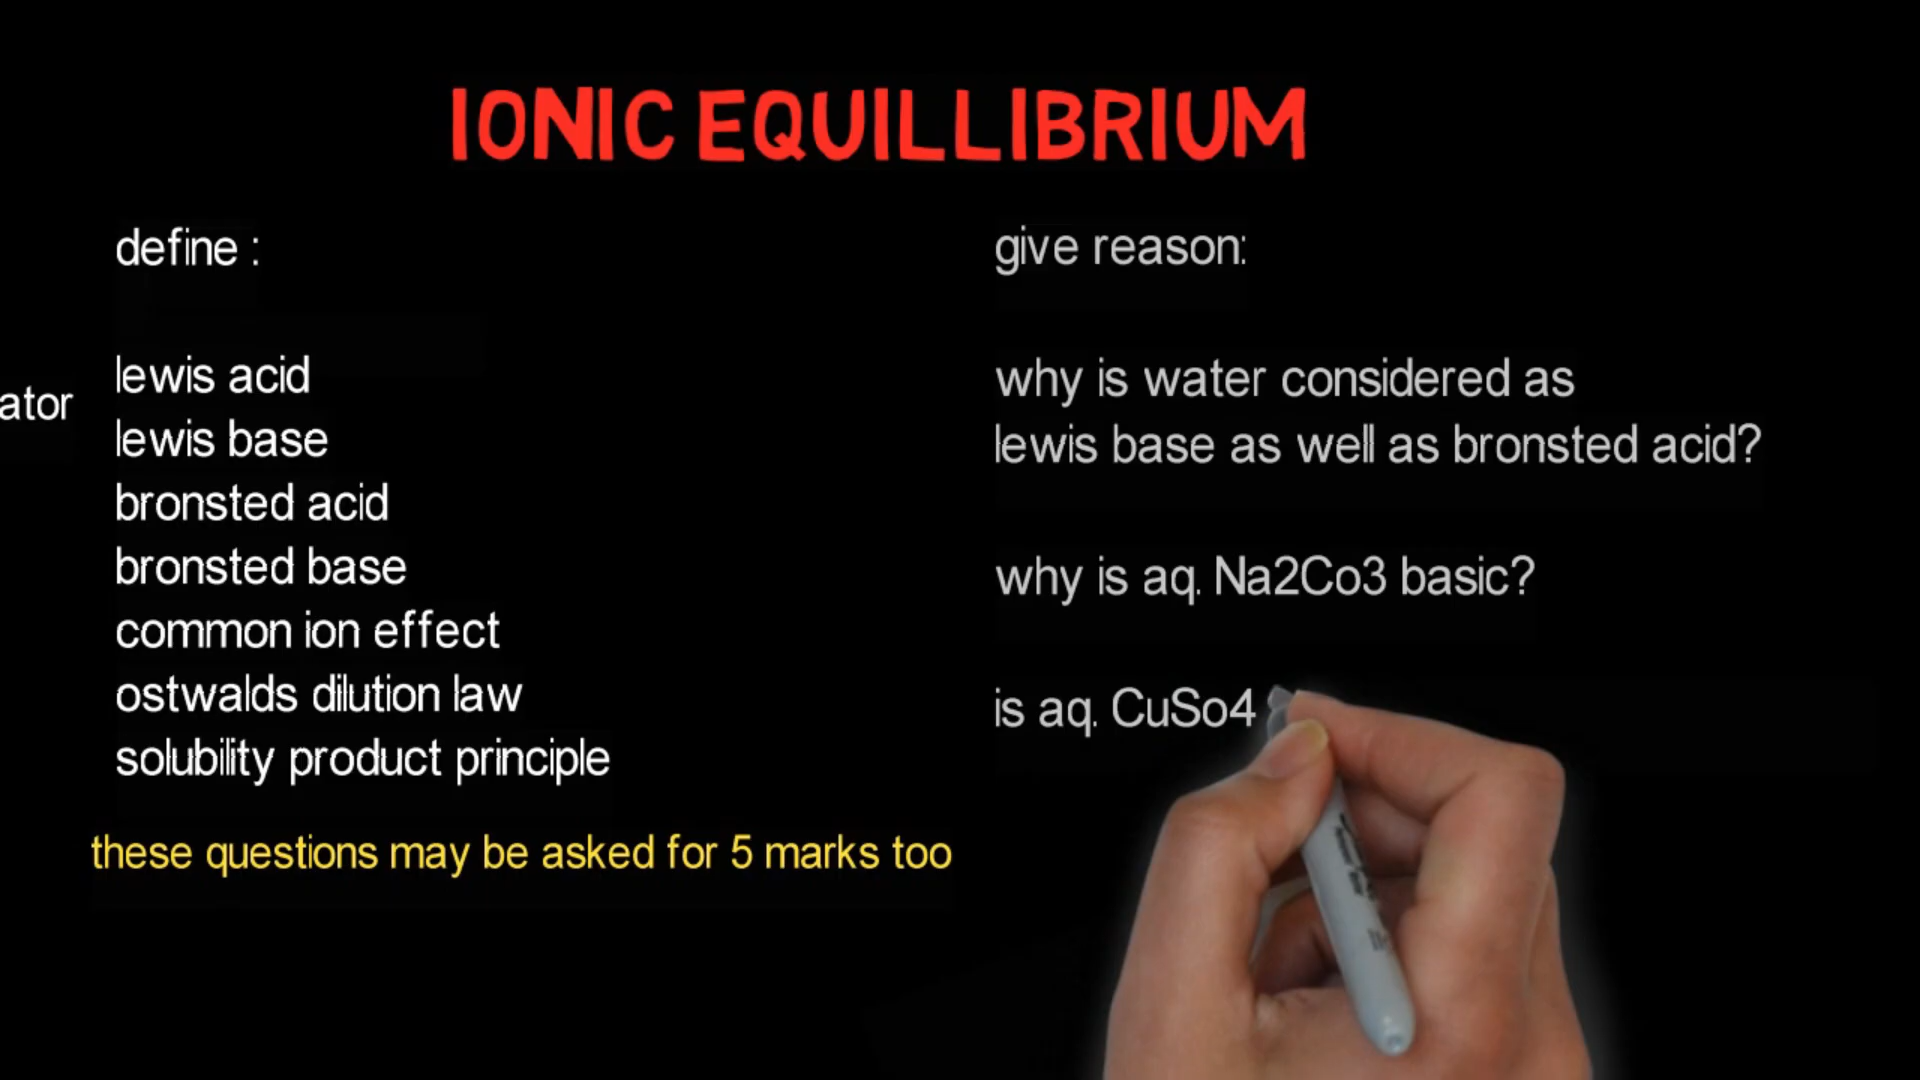 IONIC EQUILLIBRIUM
define :
lewis acid
ator
lewis base
bronsted acid
bronsted base
common ion effect
ostwalds dilution law
solubility product principle
these questions may be asked for 5 marks too
give reason:
why is water considered as
lewis base as well as bronsted acid?
why is aq. Na2Co3 basic?
is aq. CuSo4